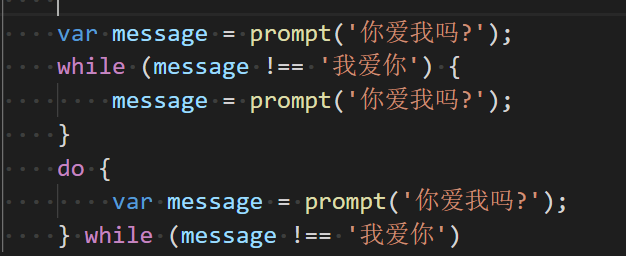 var message = prompt('你爱我吗?');
while (message !== '我爱你') {
message = prompt('你爱我吗?');
}
do {
var message = prompt('你爱我吗?');
} while (message !== '我爱你')